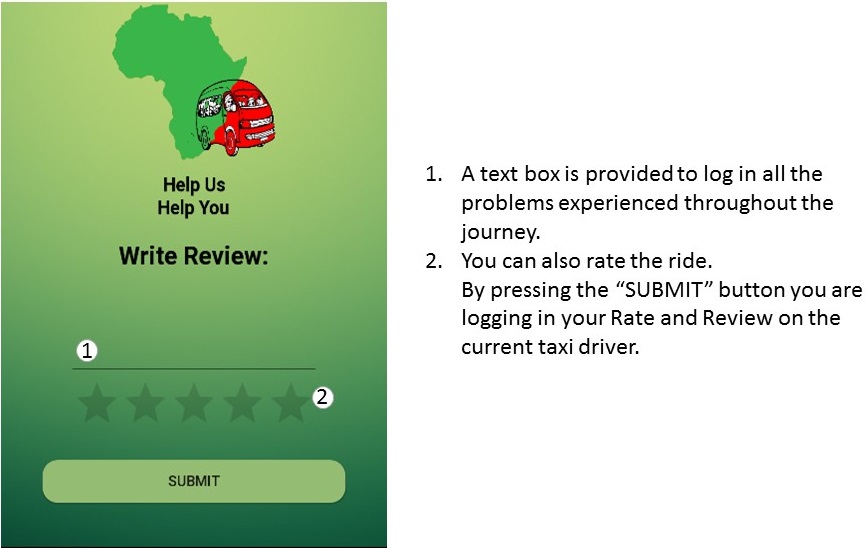 Help Us
Help You
Write Review:
1
2
SUBMIT
1. A text box is provided to log in all the
problems experienced throughout the
journey.
2. You can also rate the ride.
By pressing the “SUBMIT” button you are
logging in your Rate and Review on the
current taxi driver.